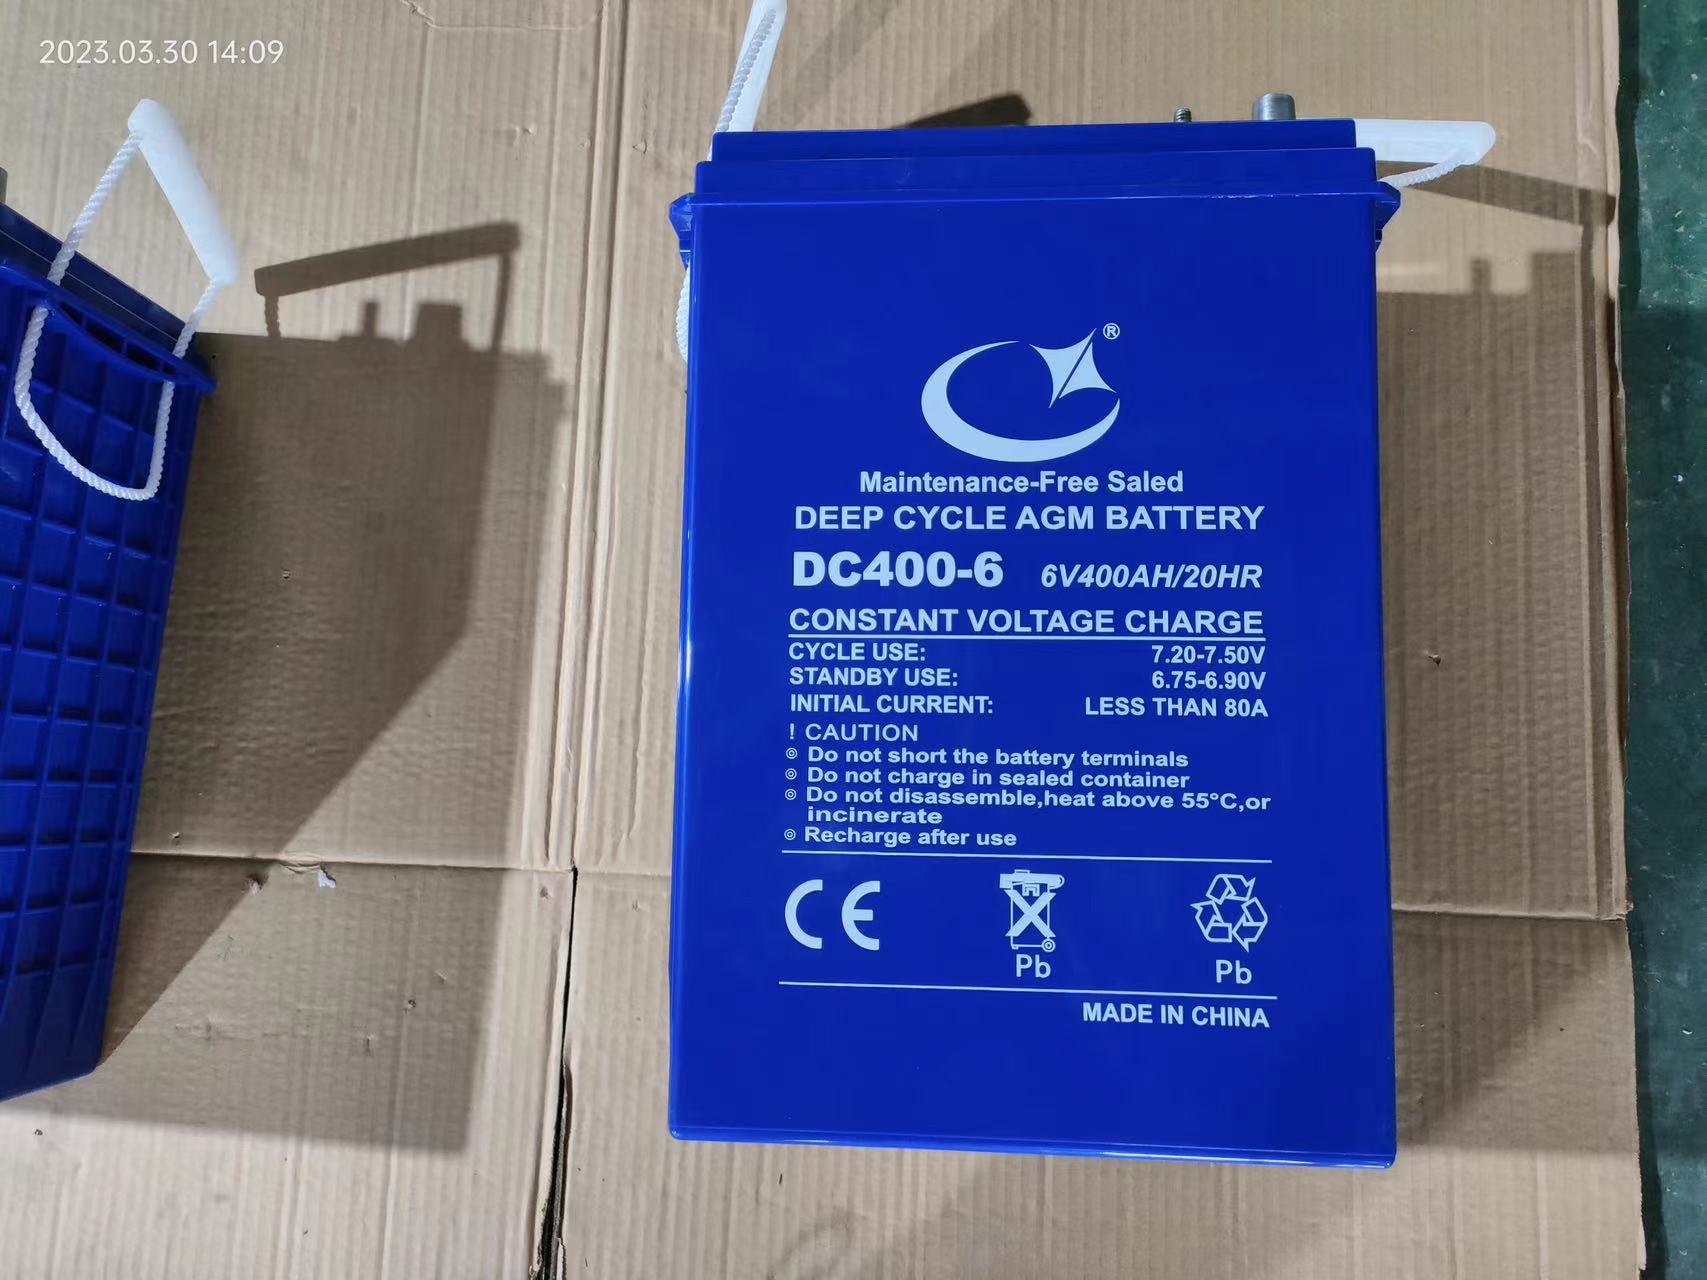 2023.03.30 14:09
®
Maintenance-Free Saled
DEEP CYCLE AGM BATTERY
DC400-6 6V400AH/20HR
CONSTANT VOLTAGE CHARGE
CYCLE USE: 7.20-7.50V
STANDBY USE: 6.75-6.90V
INITIAL CURRENT: LESS THAN 80A
! CAUTION
◎ Do not short the battery terminals
◎ Do not charge in sealed container
◎ Do not disassemble,heat above 55°C,or
incinerate
◎ Recharge after use
CE
Pb Pb
MADE IN CHINA